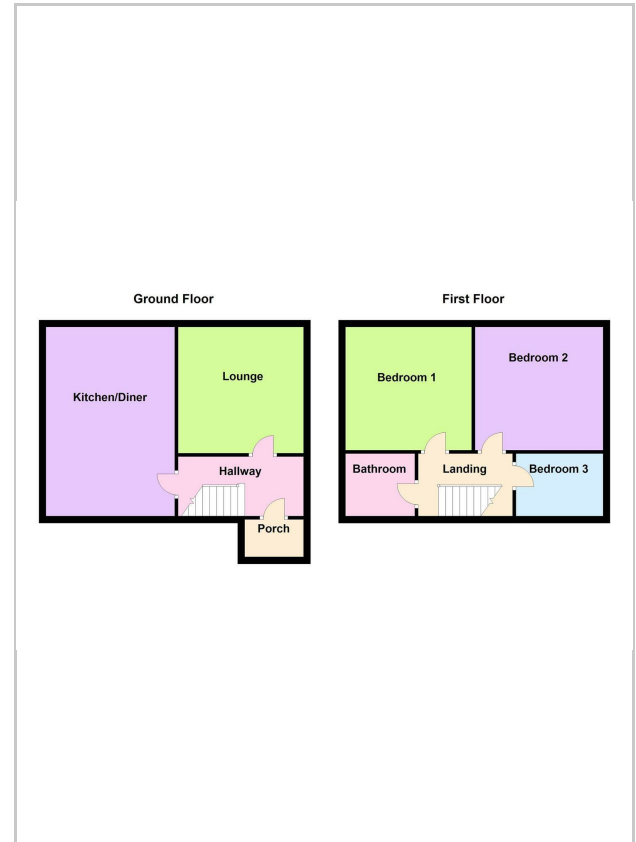 Ground Floor
Kitchen/Diner
Lounge
Hallway
Porch
First Floor
Bedroom 1
Bedroom 2
Bathroom
Landing
Bedroom 3